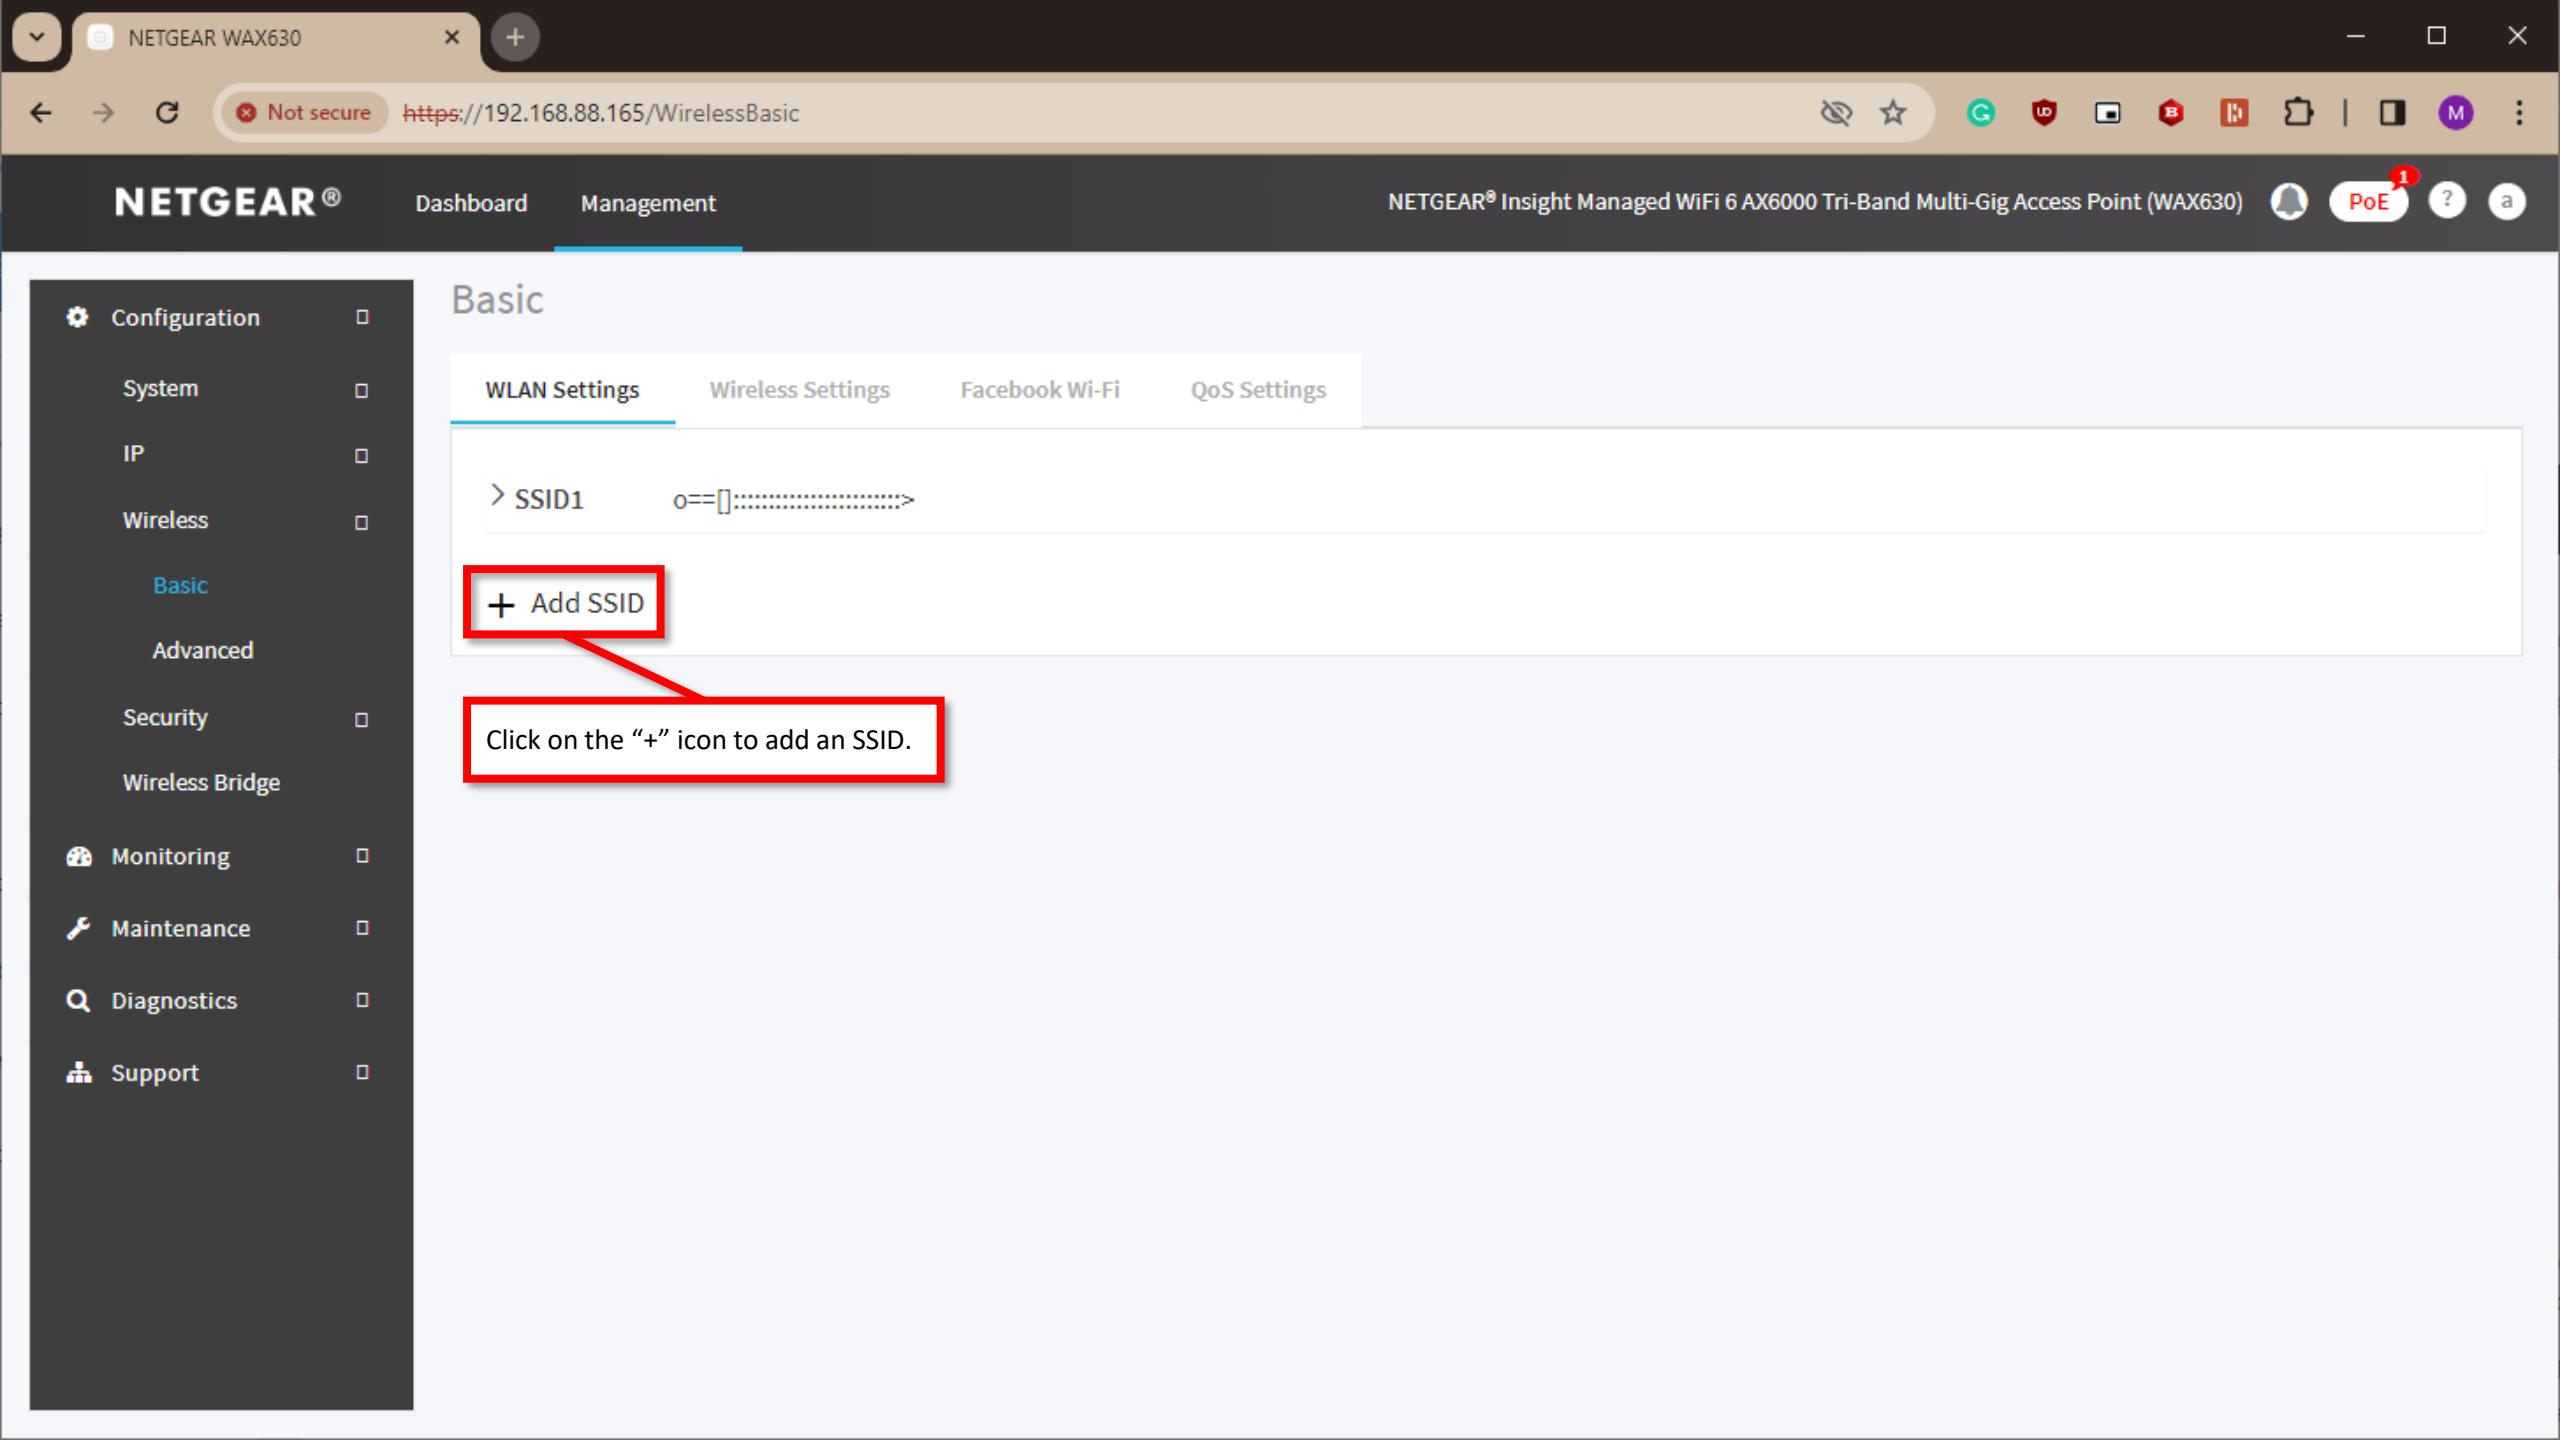 NETGEAR WAX630
Not secure https://192.168.88.165/WirelessBasic
M
NETGEAR® Dashboard Management NETGEAR® Insight Managed WiFi 6 AX6000 Tri-Band Multi-Gig Access Point (WAX630) PoE 1 ? a
Configuration
System
IP
Wireless
Basic
Advanced
Security
Wireless Bridge
Monitoring
Maintenance
Diagnostics
Support
Basic
WLAN Settings Wireless Settings Facebook Wi-Fi QoS Settings
> SSID1 o==[]::::::::::::::::::::::::>
+ Add SSID
Click on the “+” icon to add an SSID.